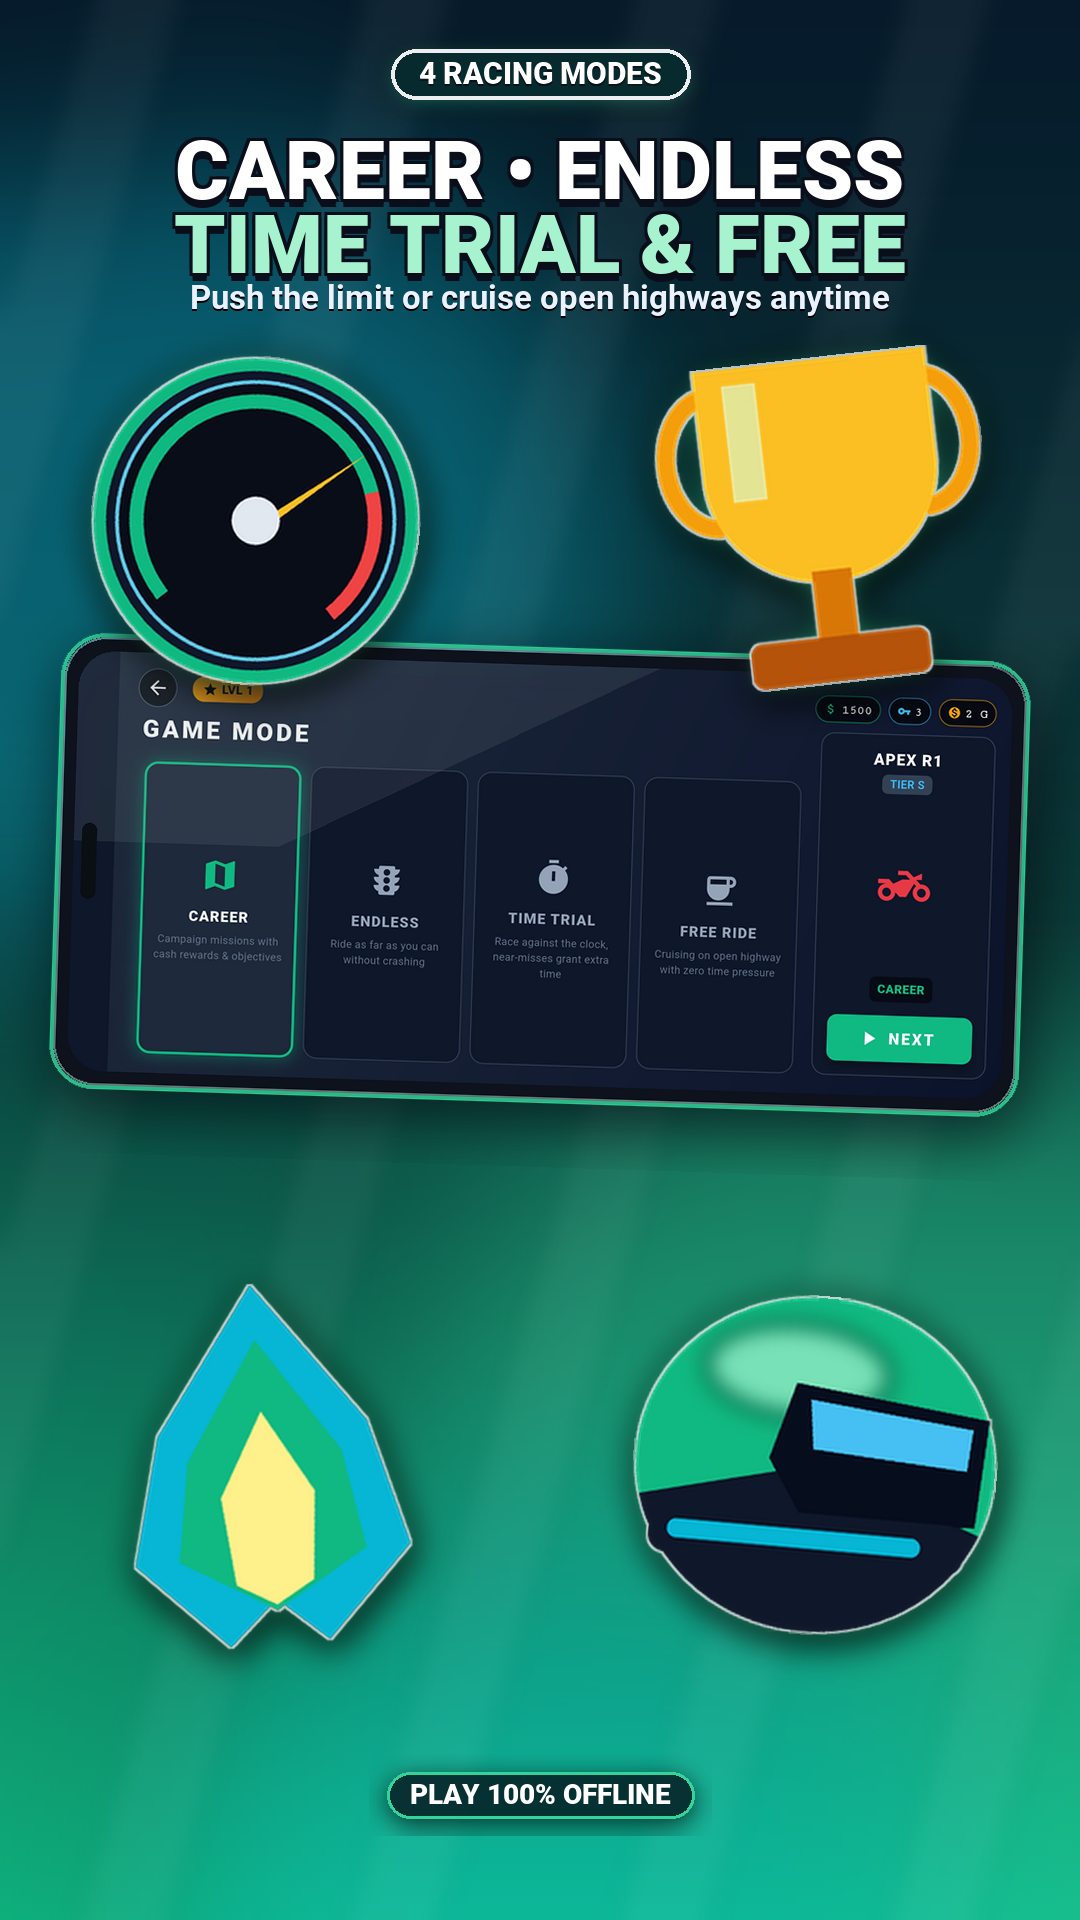 4 RACING MODES
CAREER • ENDLESS
TIME TRIAL & FREE
Push the limit or cruise open highways anytime
LVL 1
$ 1500
3
2 G
GAME MODE
CAREER
Campaign missions with
cash rewards & objectives
ENDLESS
Ride as far as you can
without crashing
TIME TRIAL
Race against the clock,
near-misses grant extra
time
FREE RIDE
Cruising on open highway
with zero time pressure
APEX R1
TIER S
CAREER
NEXT
PLAY 100% OFFLINE